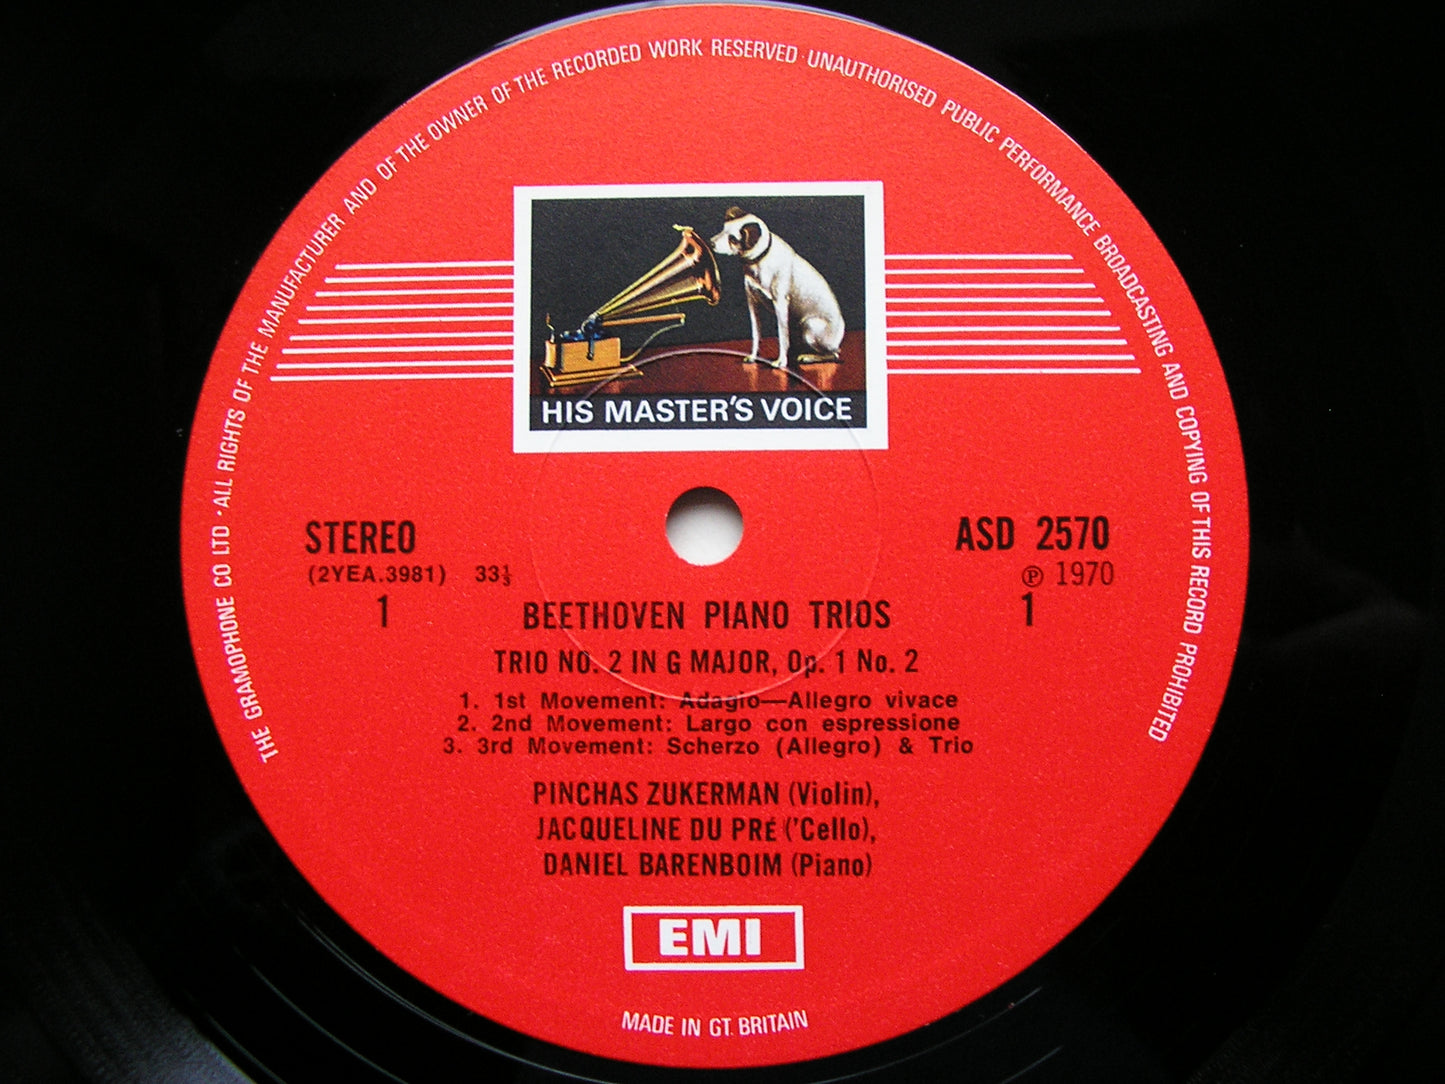 THE GRAMOPHONE CO LTD · ALL RIGHTS OF THE MANUFACTURER AND OF THE OWNER OF THE RECORDED WORK RESERVED · UNAUTHORISED PUBLIC PERFORMANCE BROADCASTING AND COPYING OF THIS RECORD PROHIBITED
HIS MASTER'S VOICE
STEREO
(2YEA.3981) 33⅓
1
ASD 2570
℗ 1970
1
BEETHOVEN PIANO TRIOS
TRIO NO. 2 IN G MAJOR, Op. 1 No. 2
1. 1st Movement: Adagio—Allegro vivace
2. 2nd Movement: Largo con espressione
3. 3rd Movement: Scherzo (Allegro) & Trio
PINCHAS ZUKERMAN (Violin),
JACQUELINE DU PRÉ ('Cello),
DANIEL BARENBOIM (Piano)
EMI
MADE IN GT. BRITAIN